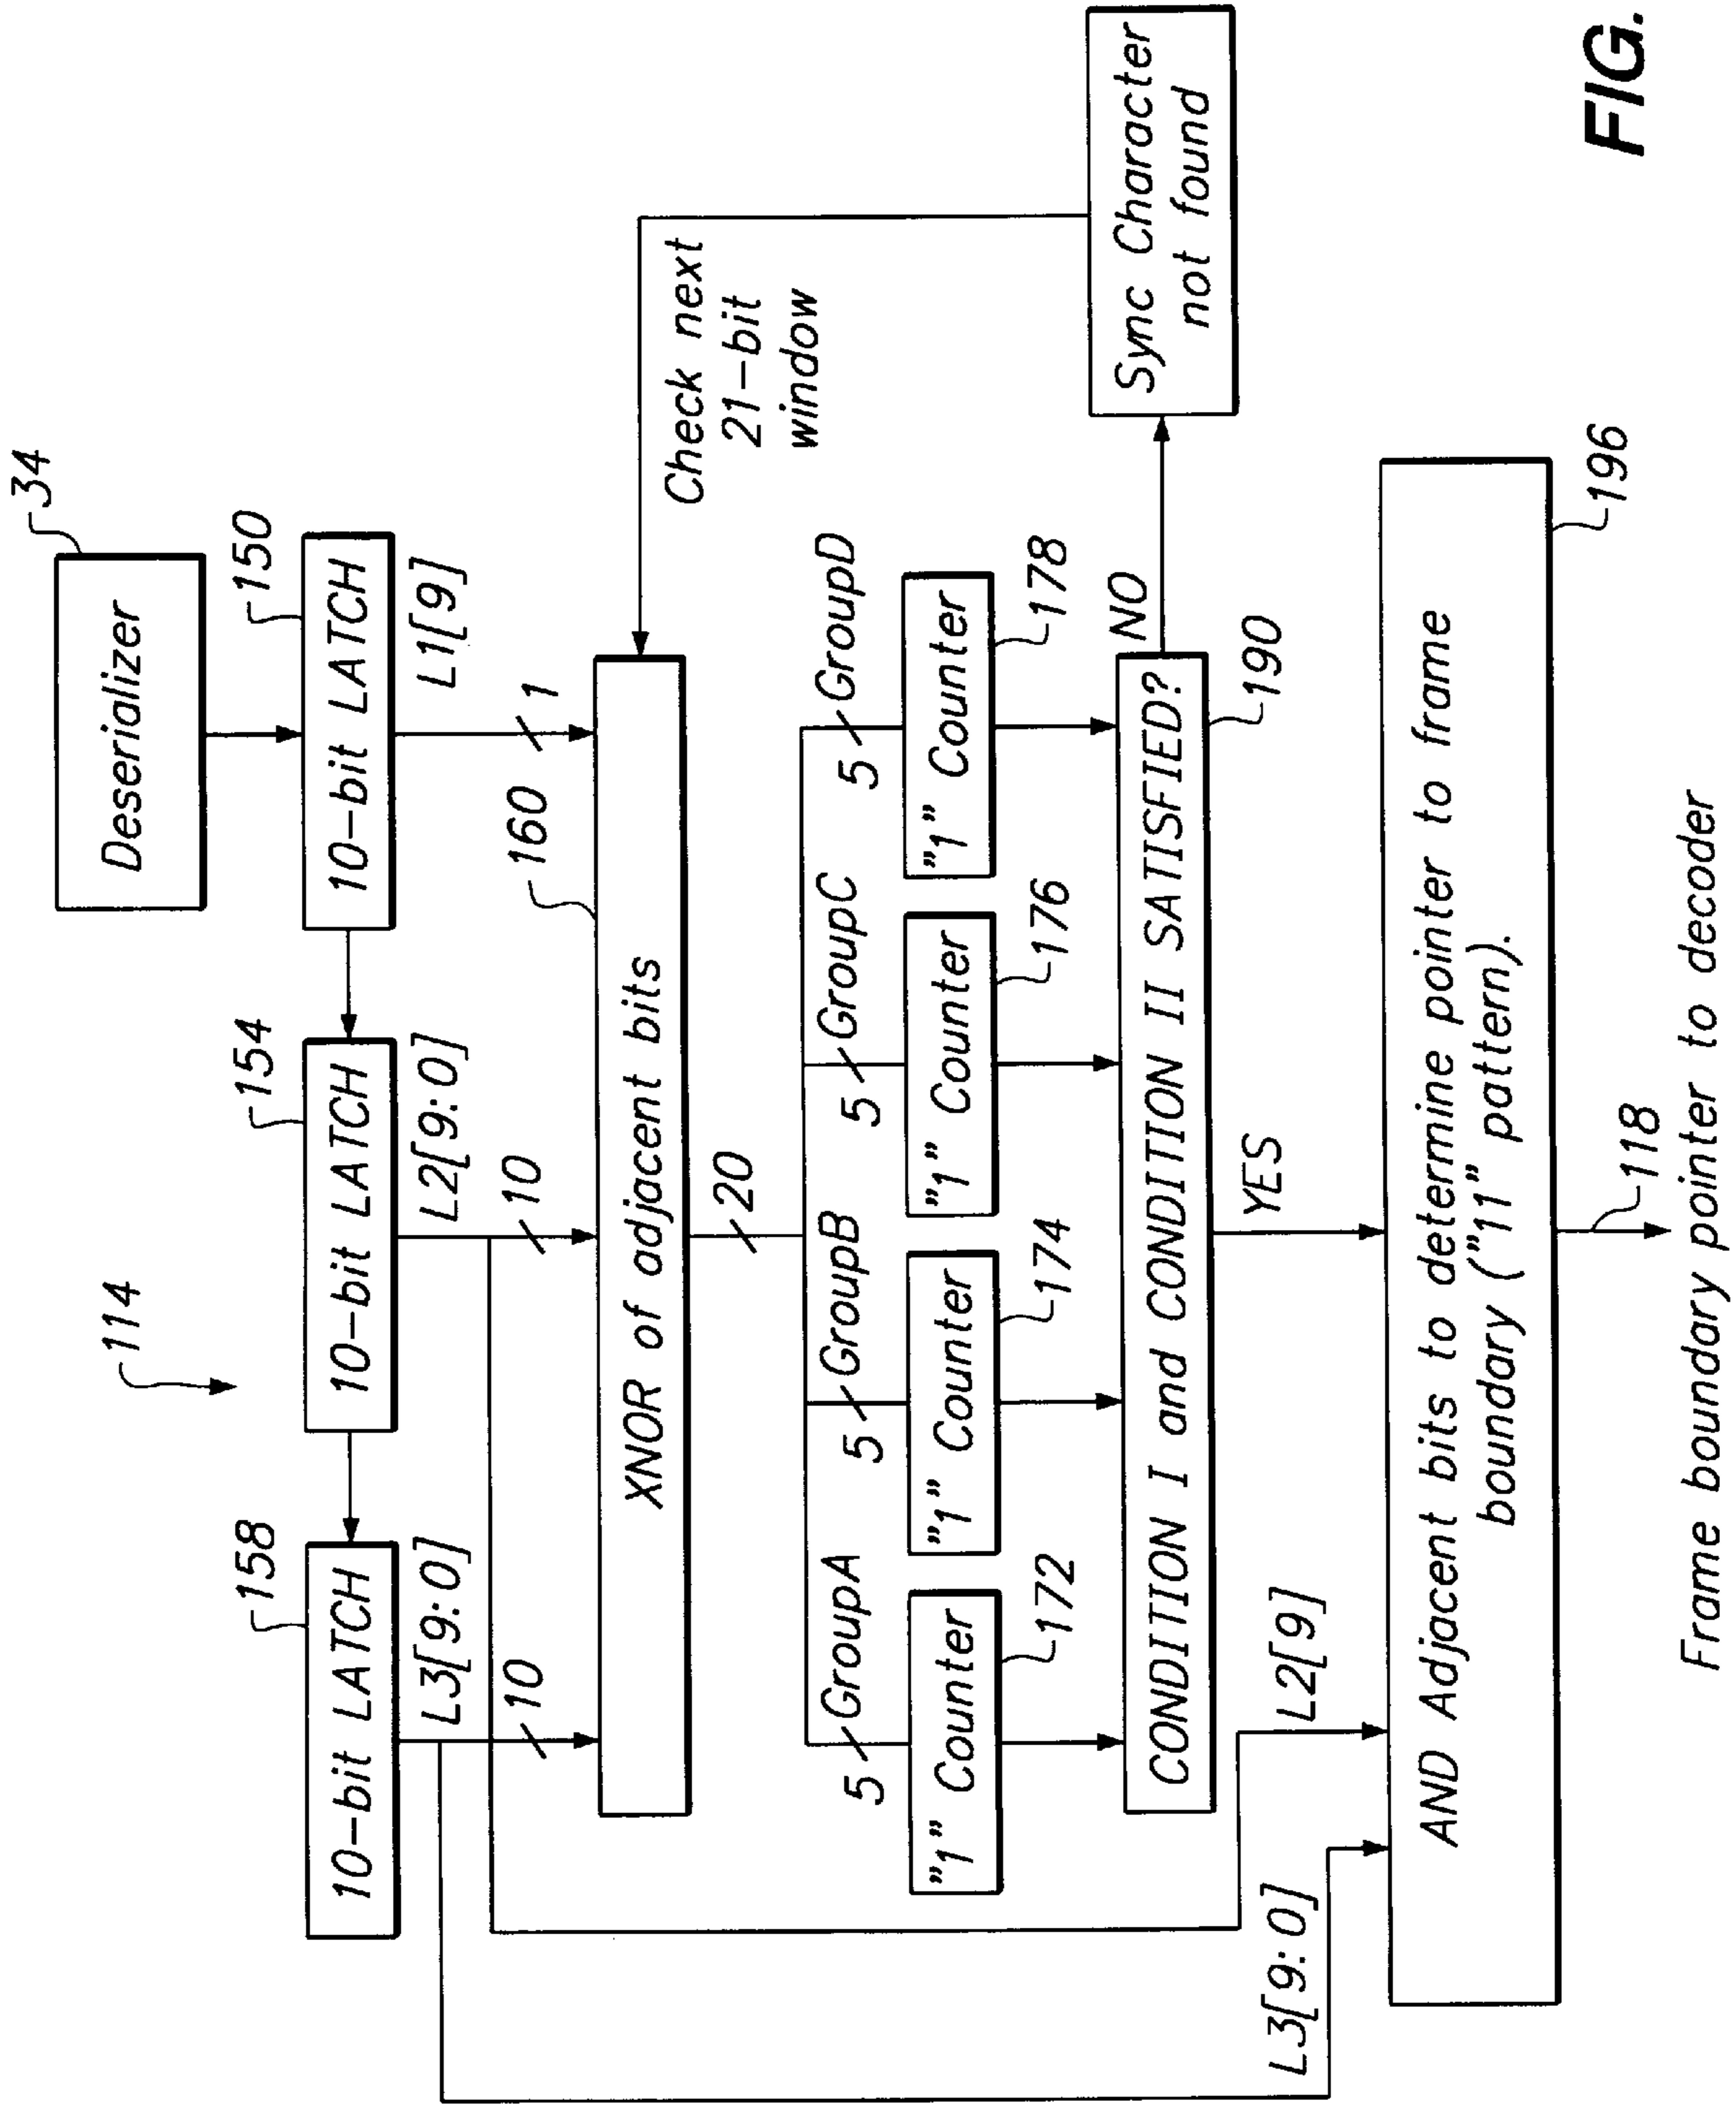 114
Deserializer
34
158
10-bit LATCH
154
10-bit LATCH
150
10-bit LATCH
L3[9:0]
L2[9:0]
L1[9]
10
10
1
160
XNOR of adjacent bits
Check next
21-bit
window
20
5
GroupA
5
GroupB
5
GroupC
5
GroupD
"1" Counter
"1" Counter
"1" Counter
"1" Counter
172
174
176
178
CONDITION I and CONDITION II SATISFIED?
NO
190
Sync Character
not found
YES
L3[9:0]
L2[9]
AND Adjacent bits to determine pointer to frame
boundary ("11" pattern).
196
118
Frame boundary pointer to decoder
FIG.